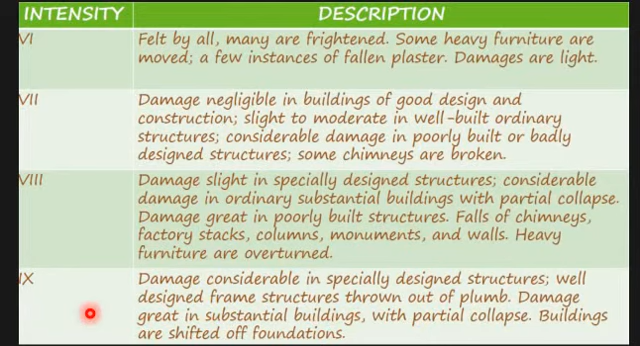 INTENSITY DESCRIPTION
VI Felt by all, many are frightened. Some heavy furniture are
moved; a few instances of fallen plaster. Damages are light.
VII Damage negligible in buildings of good design and
construction; slight to moderate in well-built ordinary
structures; considerable damage in poorly built or badly
designed structures; some chimneys are broken.
VIII Damage slight in specially designed structures; considerable
damage in ordinary substantial buildings with partial collapse.
Damage great in poorly built structures. Falls of chimneys,
factory stacks, columns, monuments, and walls. Heavy
furniture are overturned.
IX Damage considerable in specially designed structures; well
designed frame structures thrown out of plumb. Damage
great in substantial buildings, with partial collapse. Buildings
are shifted off foundations.